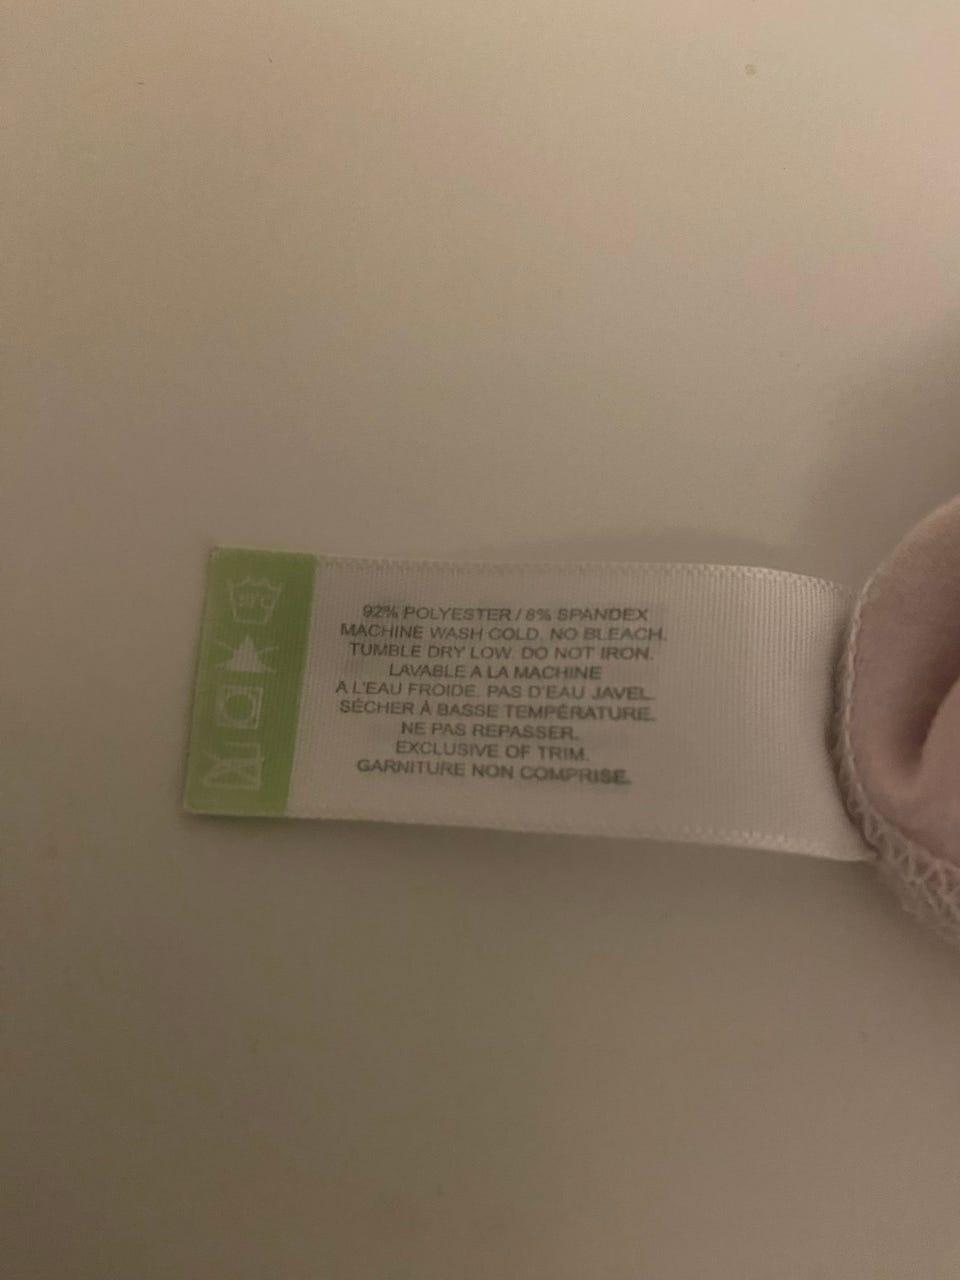 92% POLYESTER / 8% SPANDEX
MACHINE WASH COLD. NO BLEACH.
TUMBLE DRY LOW. DO NOT IRON.
LAVABLE A LA MACHINE
A L'EAU FROIDE. PAS D'EAU JAVEL.
SÉCHER À BASSE TEMPÉRATURE.
NE PAS REPASSER.
EXCLUSIVE OF TRIM.
GARNITURE NON COMPRISE.